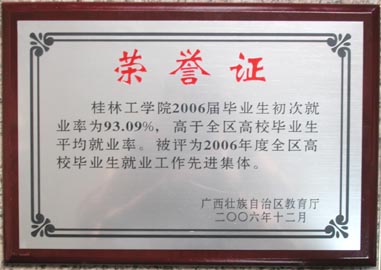 荣誉证
桂林工学院2006届毕业生初次就
业率为93.09%，高于全区高校毕业生
平均就业率。被评为2006年度全区高
校毕业生就业工作先进集体。
广西壮族自治区教育厅
二〇〇六年十二月